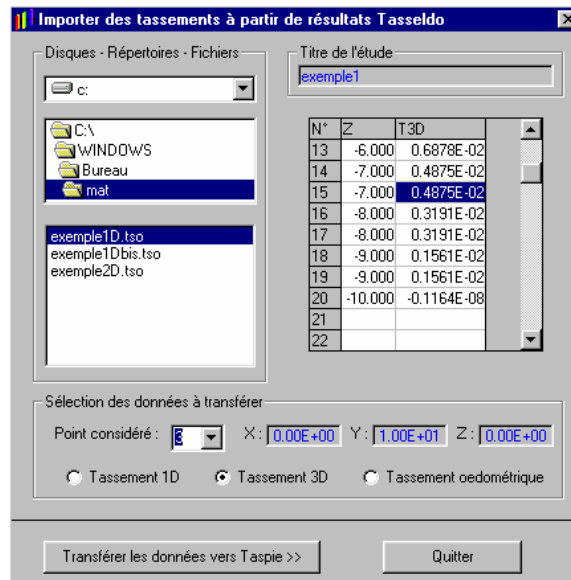 Importer des tassements à partir de résultats Tasseldo
Disques - Répertoires - Fichiers
c:
C:\
WINDOWS
Bureau
mat
exemple1D.tso
exemple1Dbis.tso
exemple2D.tso
Titre de l'étude
exemple1
N° Z T3D
13 -6.000 0.6878E-02
14 -7.000 0.4875E-02
15 -7.000 0.4875E-02
16 -8.000 0.3191E-02
17 -8.000 0.3191E-02
18 -9.000 0.1561E-02
19 -9.000 0.1561E-02
20 -10.000 -0.1164E-08
21
22
Sélection des données à transférer
Point considéré : 3 X : 0.00E+00 Y : 1.00E+01 Z : 0.00E+00
Tassement 1D Tassement 3D Tassement oedométrique
Transférer les données vers Taspie >> Quitter